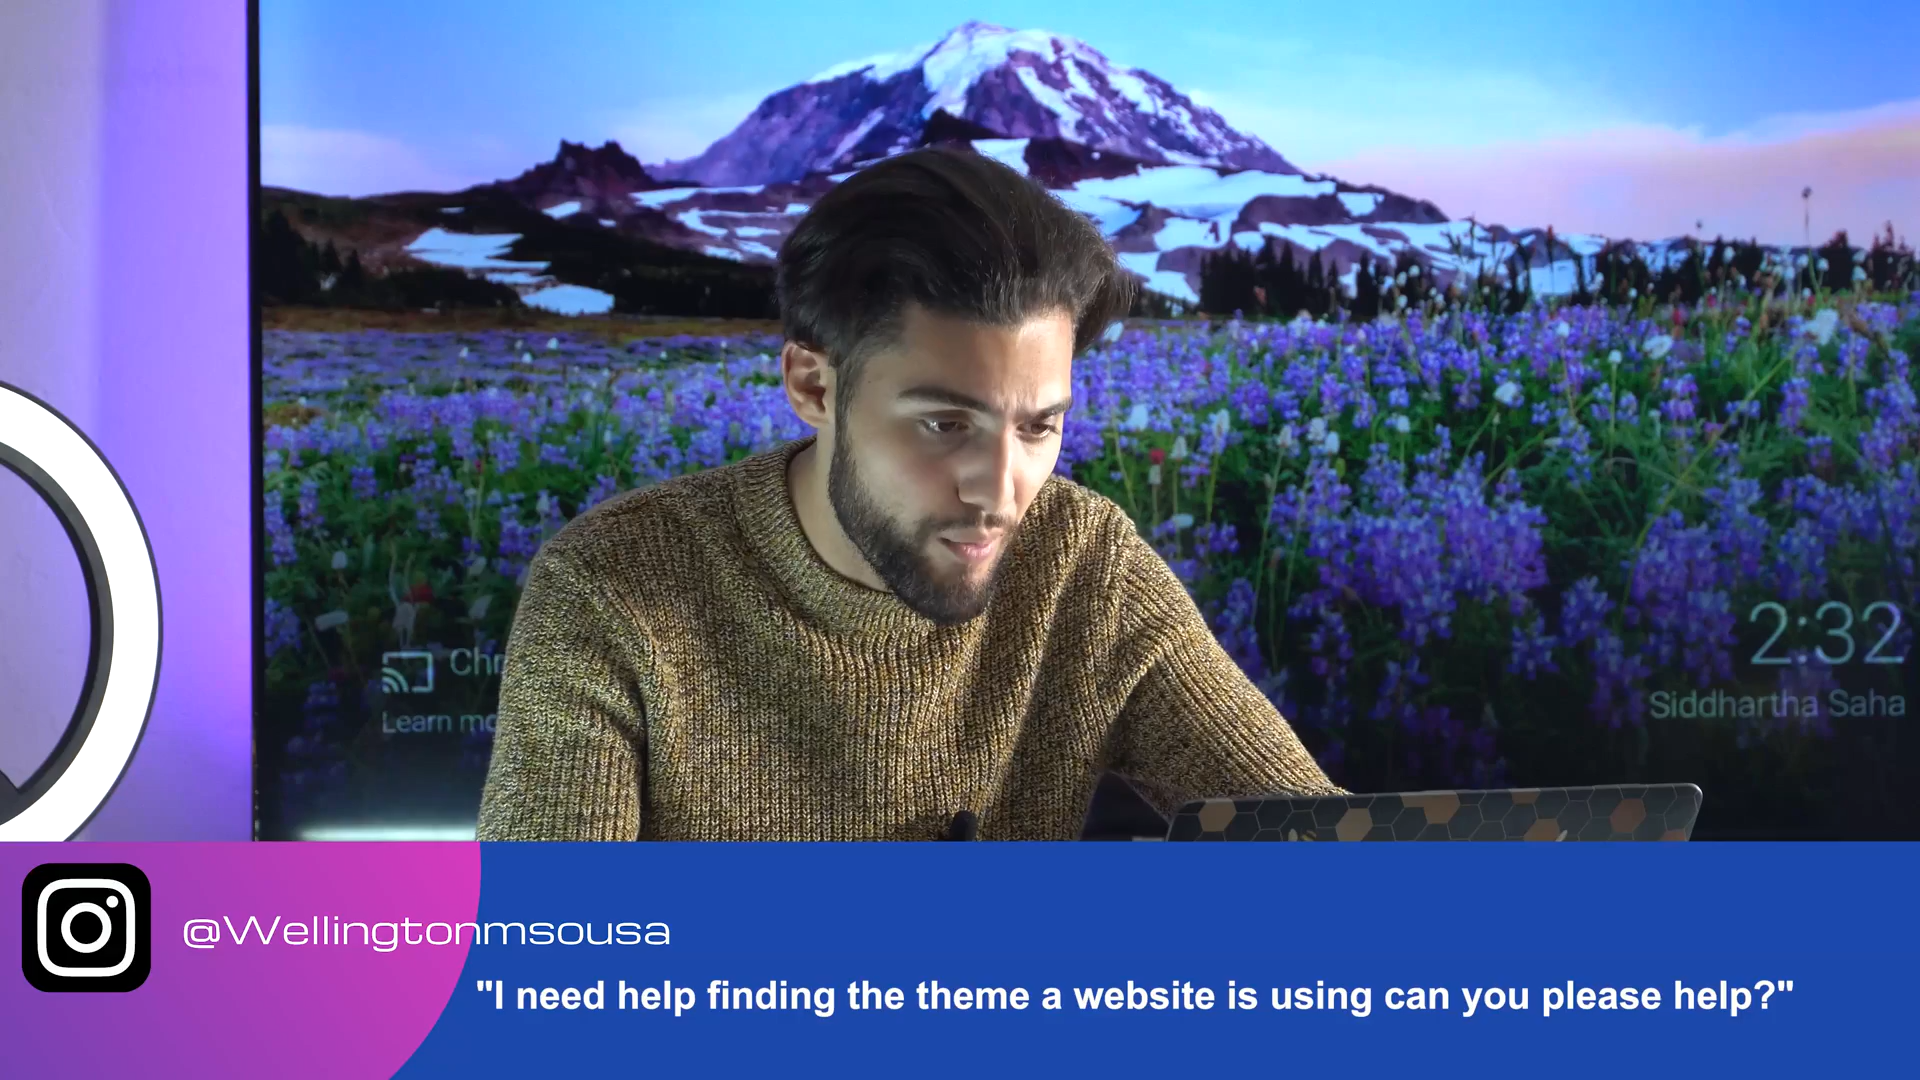 Chr
Learn mo
2:32
Siddhartha Saha
@Wellingtonmsousa
"I need help finding the theme a website is using can you please help?"